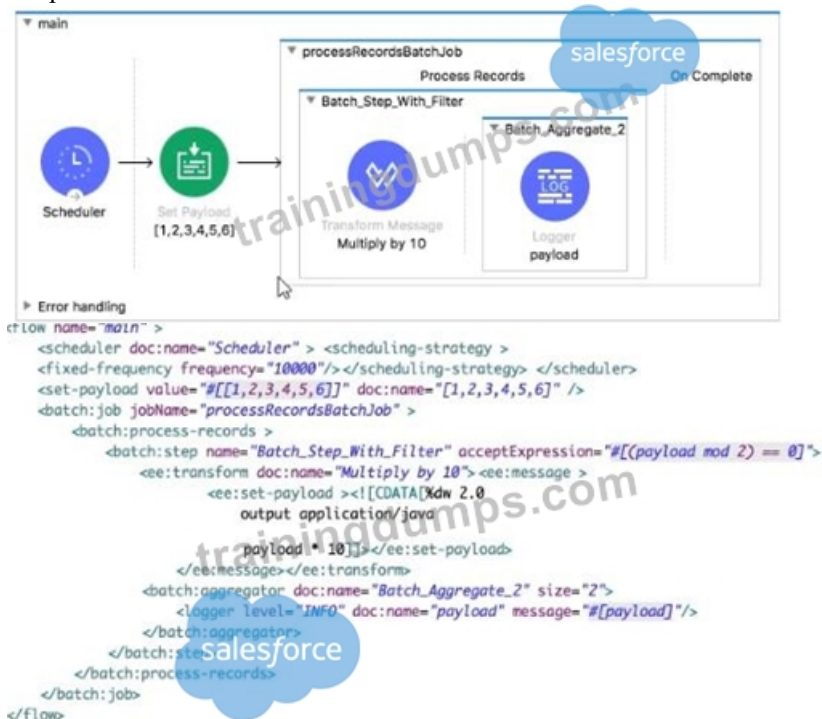 main
processRecordsBatchJob
salesforce
Process Records
On Complete
Batch_Step_With_Filter
Batch_Aggregate_2
LOG
Scheduler
Set Payload
[1,2,3,4,5,6]
Transform Message
Multiply by 10
Logger
payload
trainingdumps.com
Error handling
<flow name="main" >
<scheduler doc:name="Scheduler" > <scheduling-strategy >
<fixed-frequency frequency="10000"/></scheduling-strategy> </scheduler>
<set-payload value="#[[1,2,3,4,5,6]]" doc:name="[1,2,3,4,5,6]" />
<batch:job jobName="processRecordsBatchJob" >
<batch:process-records >
<batch:step name="Batch_Step_With_Filter" acceptExpression="#[(payload mod 2) == 0]">
<ee:transform doc:name="Multiply by 10"><ee:message >
<ee:set-payload ><![CDATA[%dw 2.0
output application/java
payload * 10]]></ee:set-payload>
</ee:message></ee:transform>
<batch:aggregator doc:name="Batch_Aggregate_2" size="2">
<logger level="INFO" doc:name="payload" message="#[payload]"/>
</batch:aggregator>
</batch:step>
</batch:process-records>
</batch:job>
</flow>
trainingdumps.com
salesforce